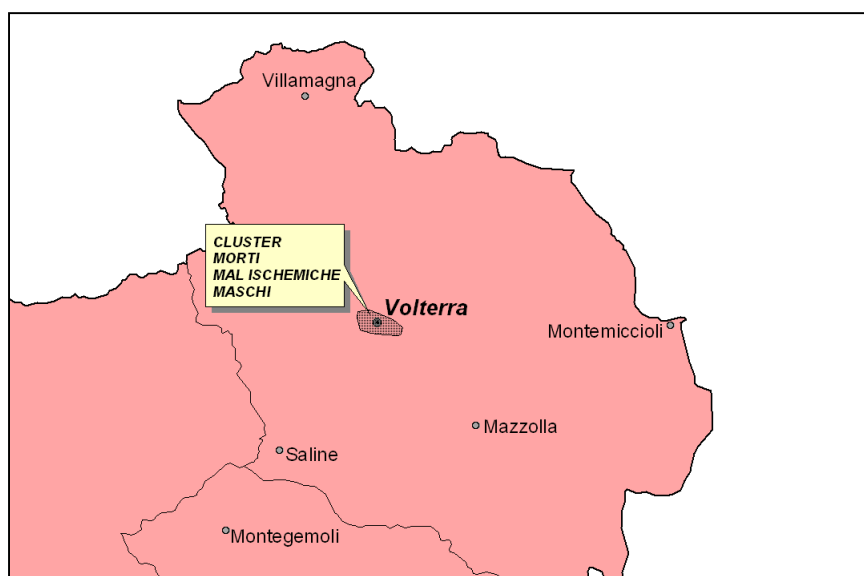 Villamagna
CLUSTER
MORTI
MAL ISCHEMICHE
MASCHI
Volterra
Montemiccioli
Mazzolla
Saline
Montegemoli